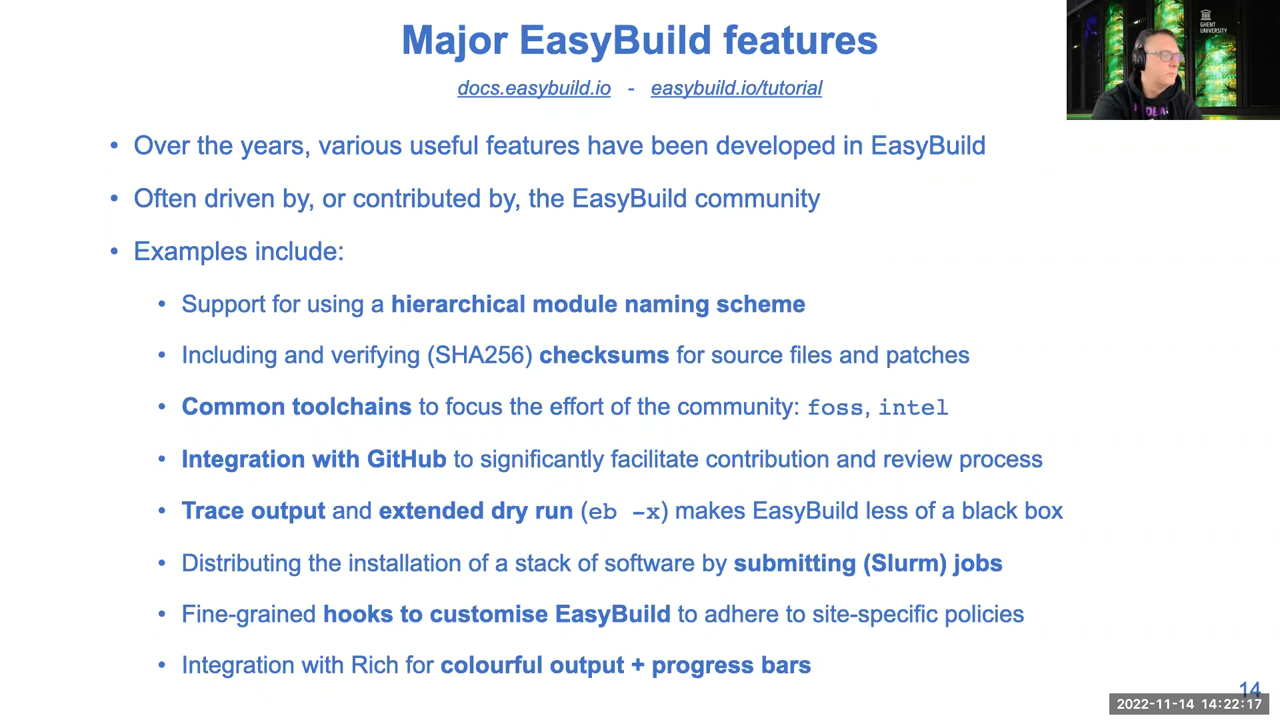 Major EasyBuild features
docs.easybuild.io - easybuild.io/tutorial
GHENT
UNIVERSITY
• Over the years, various useful features have been developed in EasyBuild
• Often driven by, or contributed by, the EasyBuild community
• Examples include:
• Support for using a hierarchical module naming scheme
• Including and verifying (SHA256) checksums for source files and patches
• Common toolchains to focus the effort of the community: foss, intel
• Integration with GitHub to significantly facilitate contribution and review process
• Trace output and extended dry run (eb -x) makes EasyBuild less of a black box
• Distributing the installation of a stack of software by submitting (Slurm) jobs
• Fine-grained hooks to customise EasyBuild to adhere to site-specific policies
• Integration with Rich for colourful output + progress bars
14
2022-11-14 14:22:17